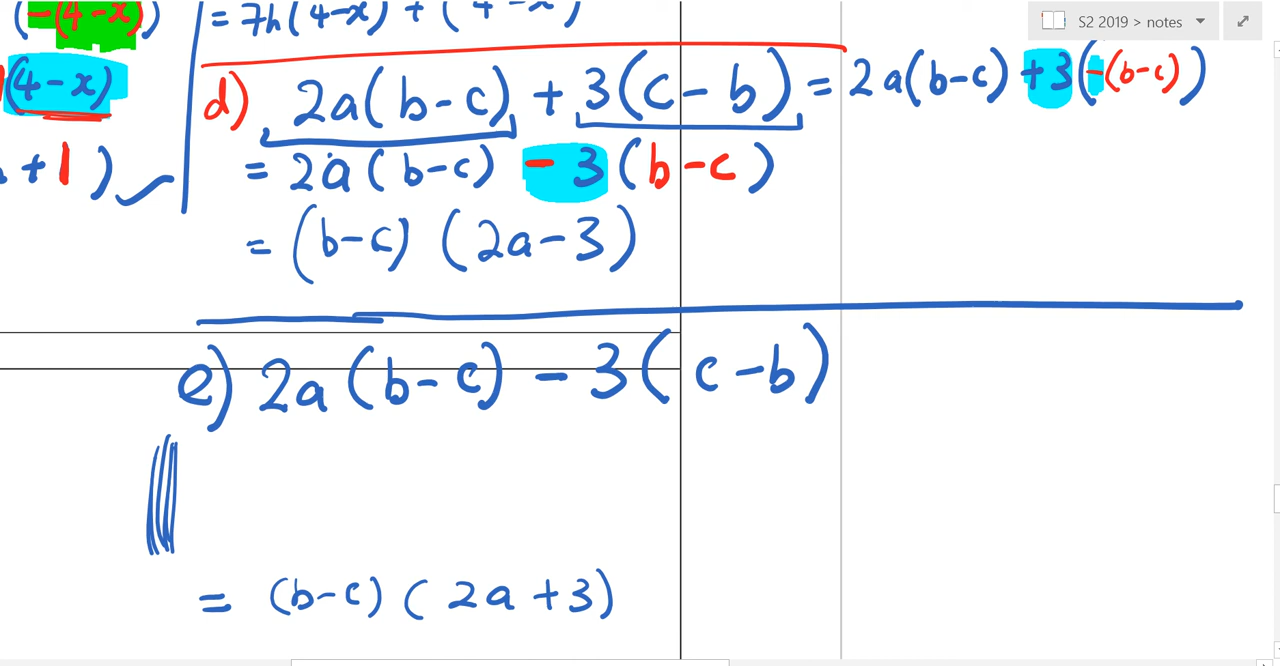 -(4-x))
= 7h(4-x) + (4-x)
S2 2019 > notes
(4-x)
d) 2a(b-c) + 3(c-b) = 2a(b-c) +3(-(b-c))
+ 1)
= 2a(b-c) - 3(b-c)
= (b-c) (2a-3)
e) 2a(b-c) - 3(c-b)
= (b-c) (2a+3)